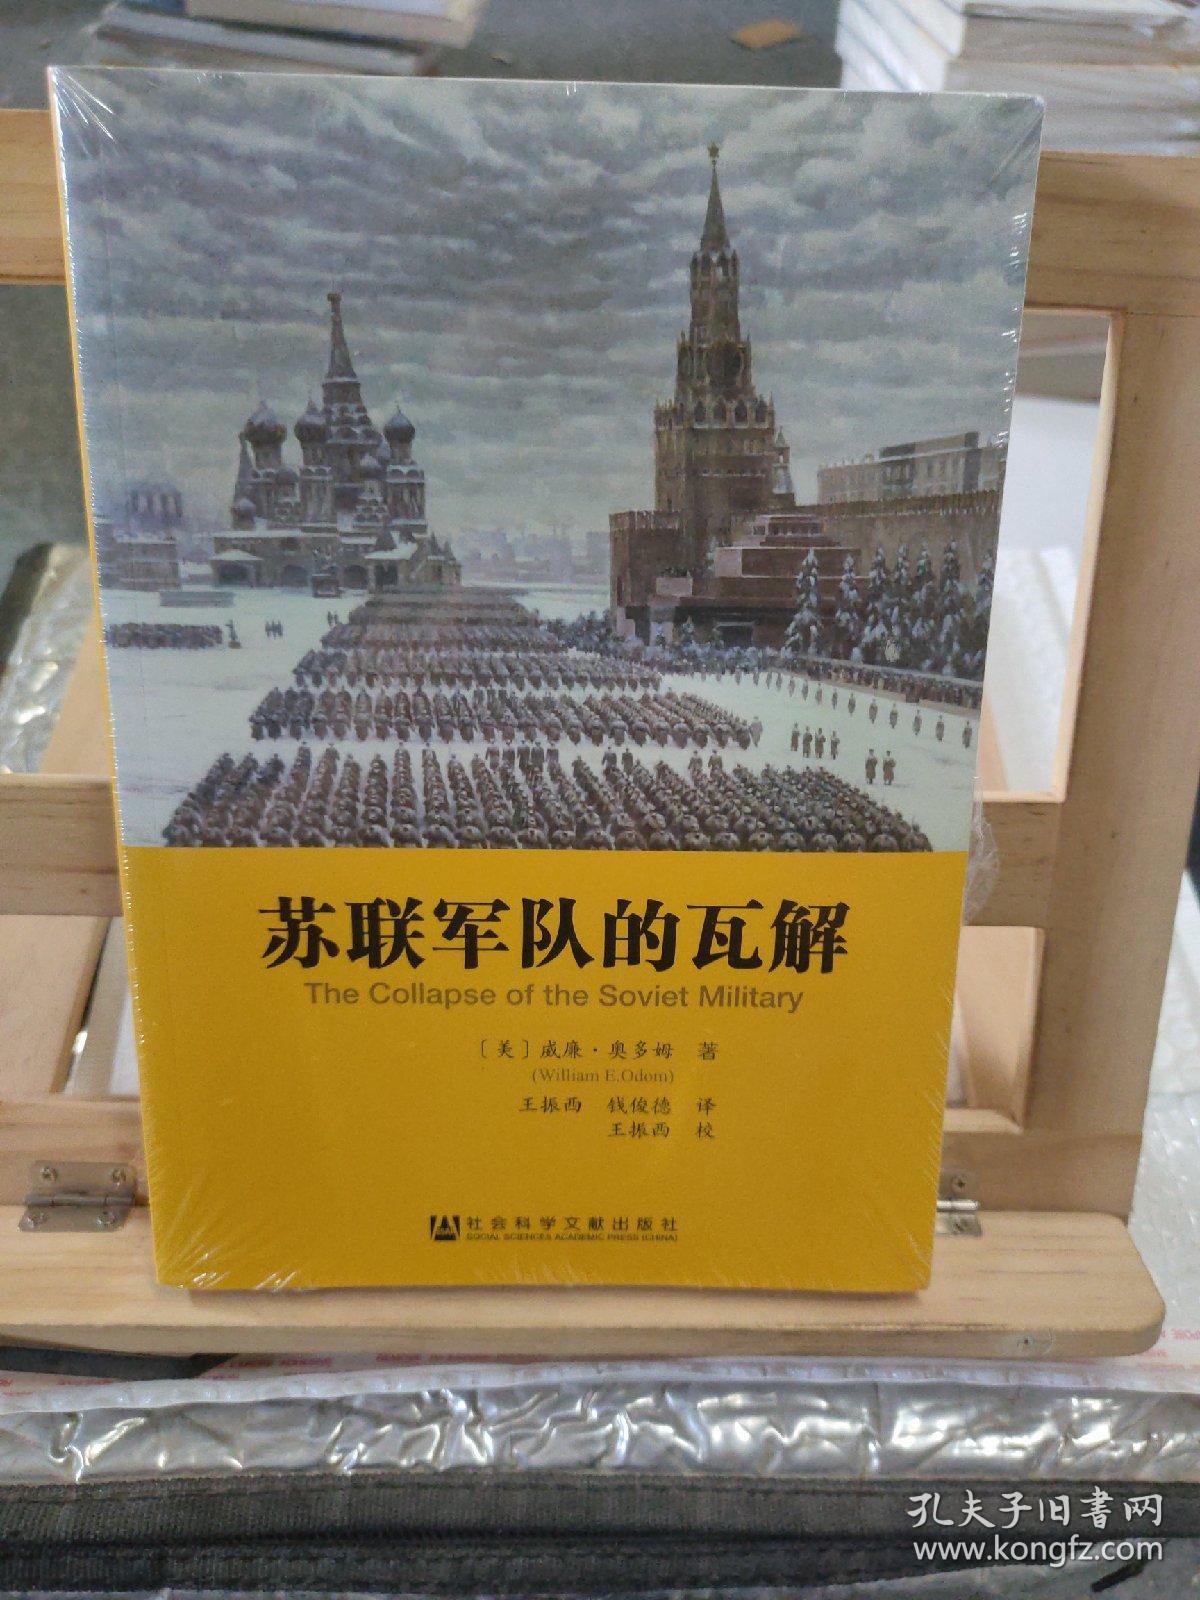 苏联军队的瓦解
The Collapse of the Soviet Military
［美］威廉·奥多姆 著
(William E.Odom)
王振西 钱俊德 译
王振西 校
社会科学文献出版社
SOCIAL SCIENCES ACADEMIC PRESS (CHINA)
孔夫子旧书网
www.kongfz.com